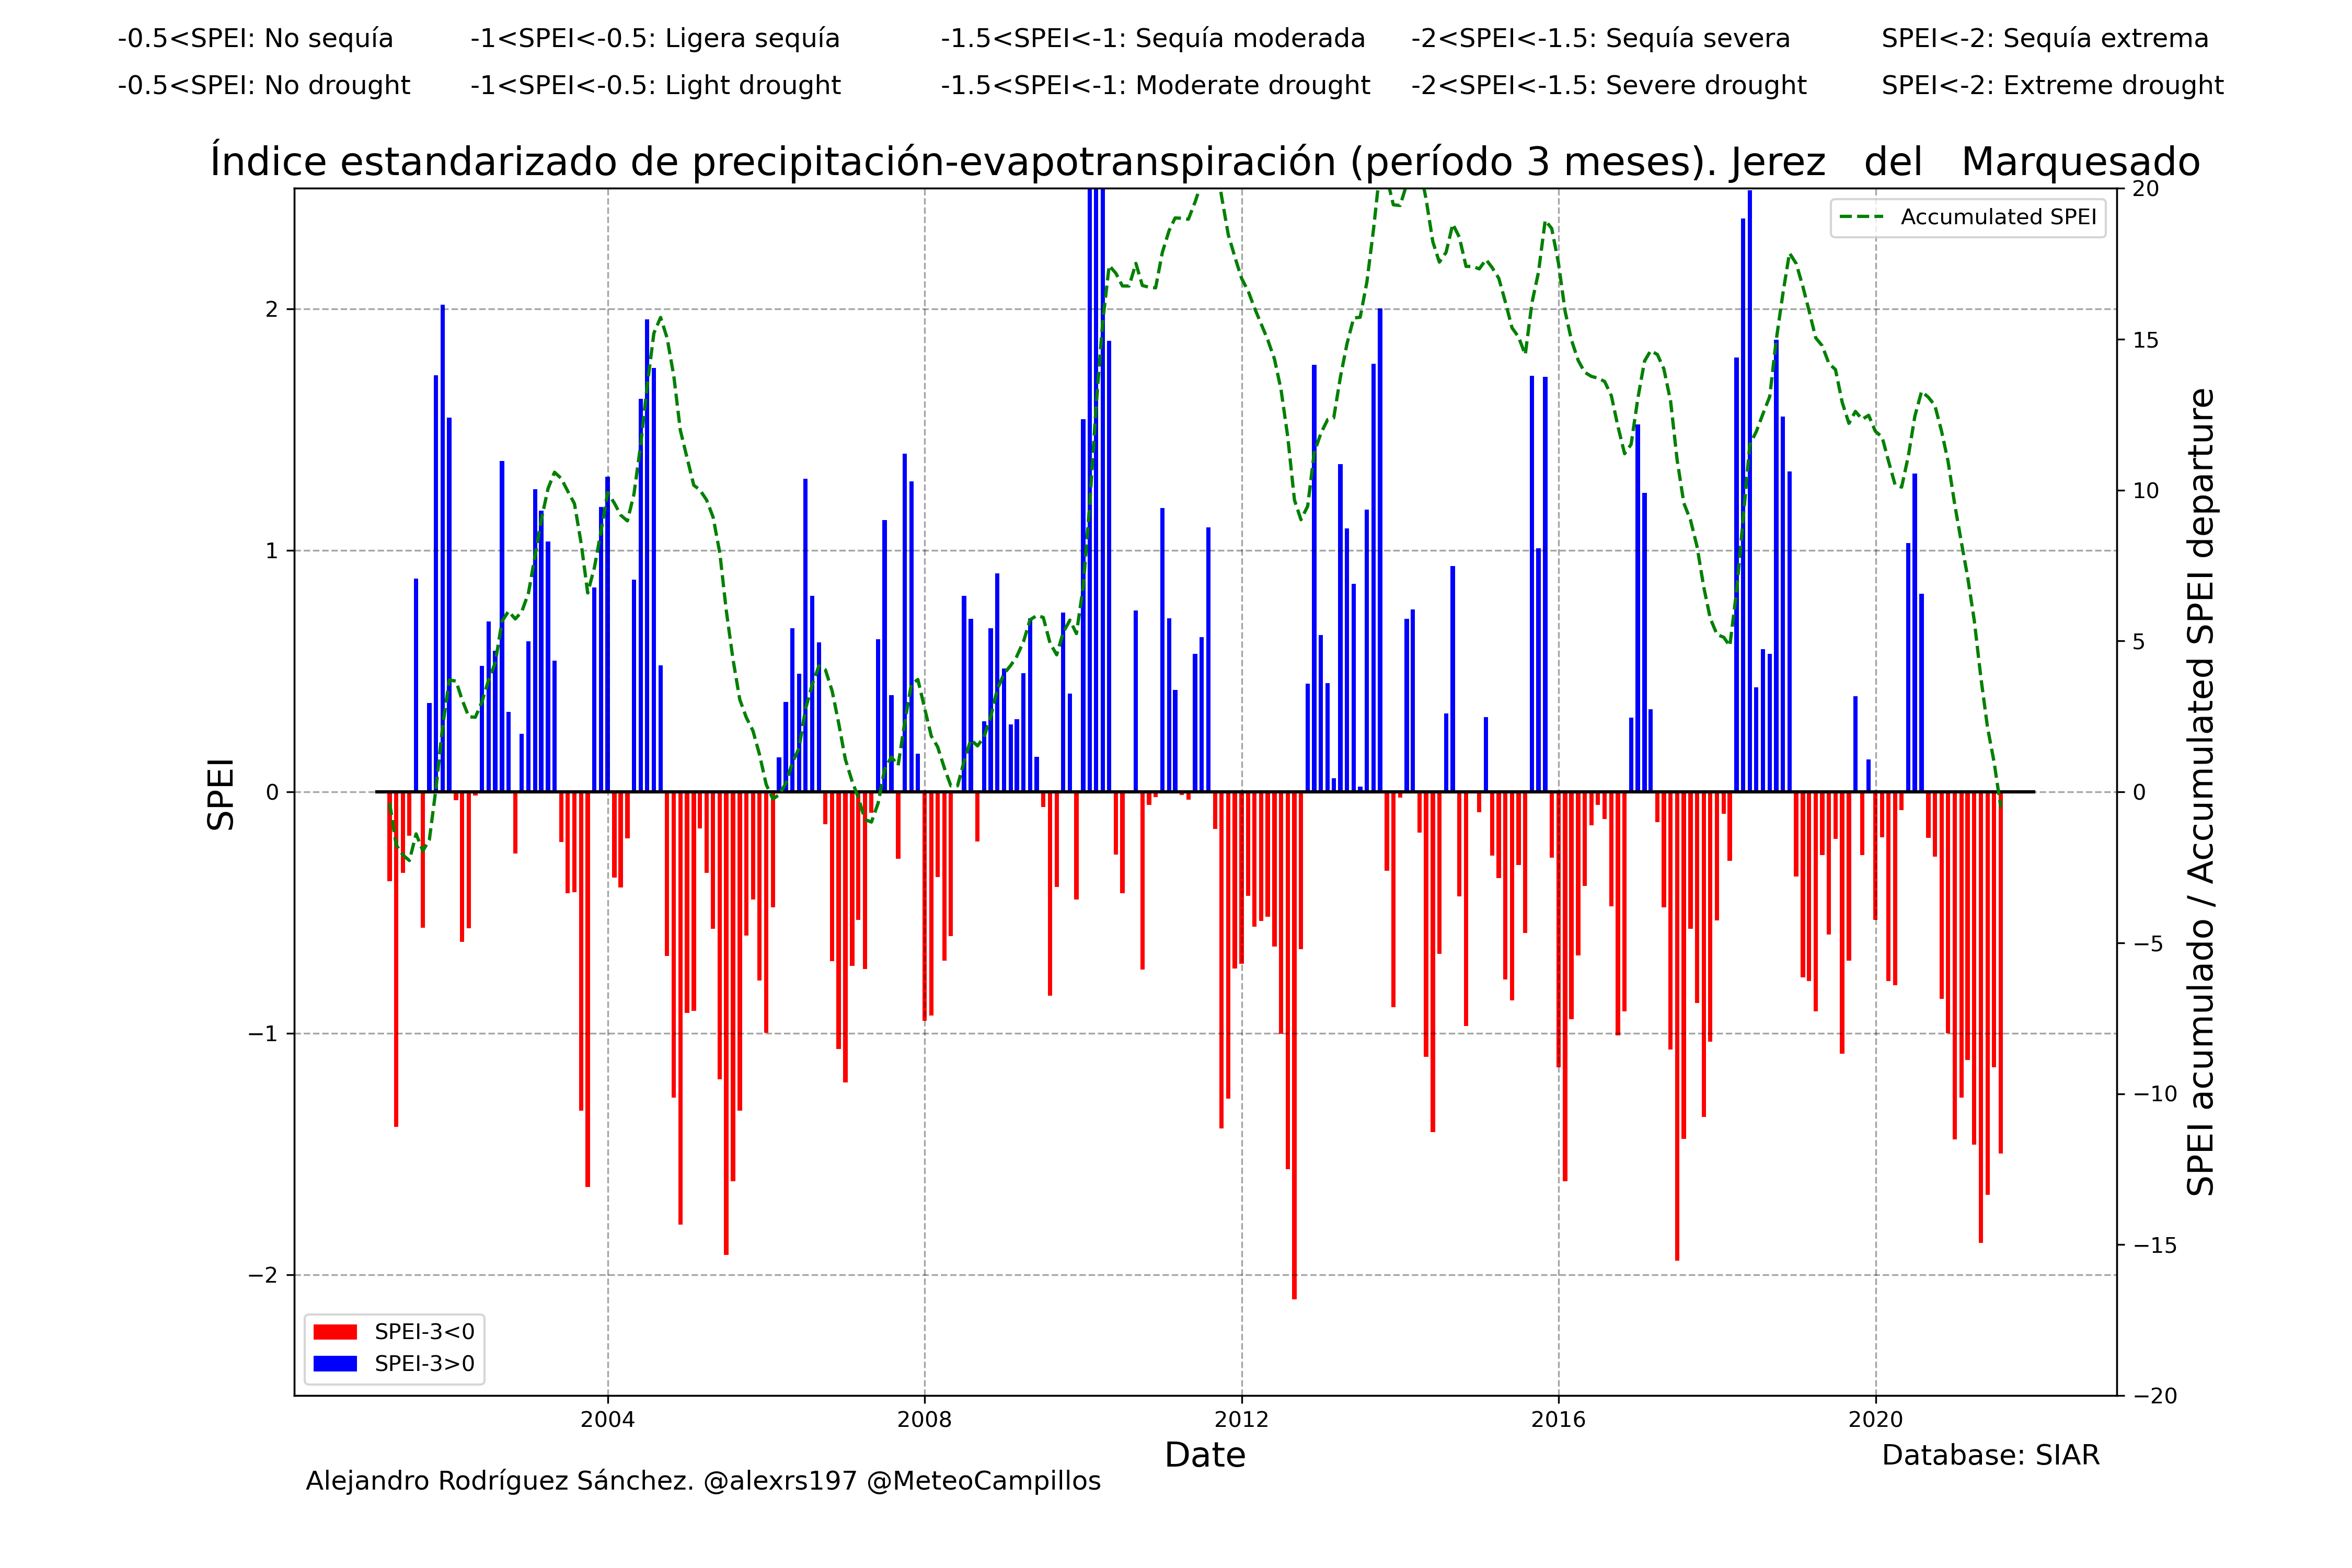 -0.5<SPEI: No sequía -1<SPEI<-0.5: Ligera sequía -1.5<SPEI<-1: Sequía moderada -2<SPEI<-1.5: Sequía severa SPEI<-2: Sequía extrema
-0.5<SPEI: No drought -1<SPEI<-0.5: Light drought -1.5<SPEI<-1: Moderate drought -2<SPEI<-1.5: Severe drought SPEI<-2: Extreme drought
Índice estandarizado de precipitación-evapotranspiración (período 3 meses). Jerez del Marquesado
Accumulated SPEI
SPEI
2
1
0
−1
−2
20
15
10
5
0
−5
−10
−15
−20
SPEI acumulado / Accumulated SPEI departure
SPEI-3<0
SPEI-3>0
2004 2008 2012 2016 2020
Date
Database: SIAR
Alejandro Rodríguez Sánchez. @alexrs197 @MeteoCampillos